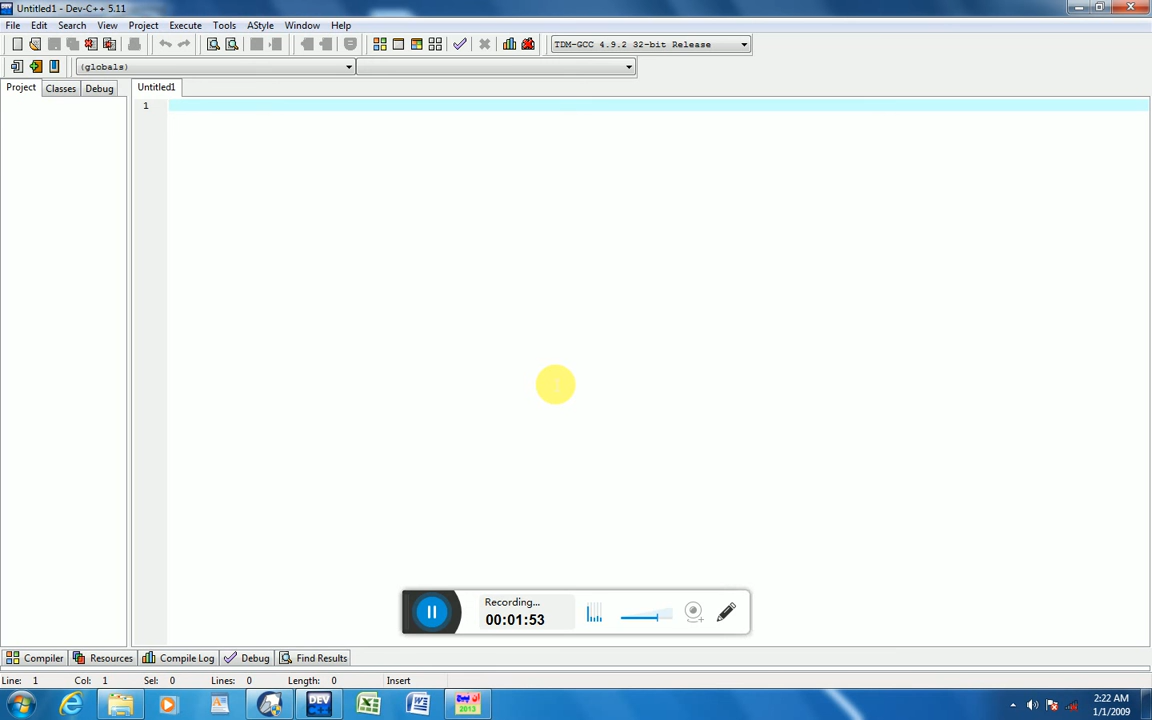 Untitled1 - Dev-C++ 5.11
File Edit Search View Project Execute Tools AStyle Window Help
TDM-GCC 4.9.2 32-bit Release
(globals)
Project Classes Debug Untitled1
1
Recording...
00:01:53
Compiler Resources Compile Log Debug Find Results
Line: 1 Col: 1 Sel: 0 Lines: 0 Length: 0 Insert
DEV
2013
2:22 AM
1/1/2009